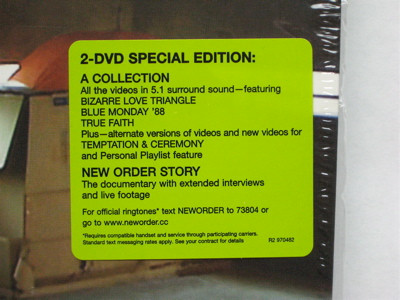 2-DVD SPECIAL EDITION:
A COLLECTION
All the videos in 5.1 surround sound—featuring
BIZARRE LOVE TRIANGLE
BLUE MONDAY '88
TRUE FAITH
Plus—alternate versions of videos and new videos for
TEMPTATION & CEREMONY
and Personal Playlist feature
NEW ORDER STORY
The documentary with extended interviews
and live footage
For official ringtones* text NEWORDER to 73804 or
go to www.neworder.cc
*Requires compatible handset and service through participating carriers.
Standard text messaging rates apply. See your contract for details
R2 970482